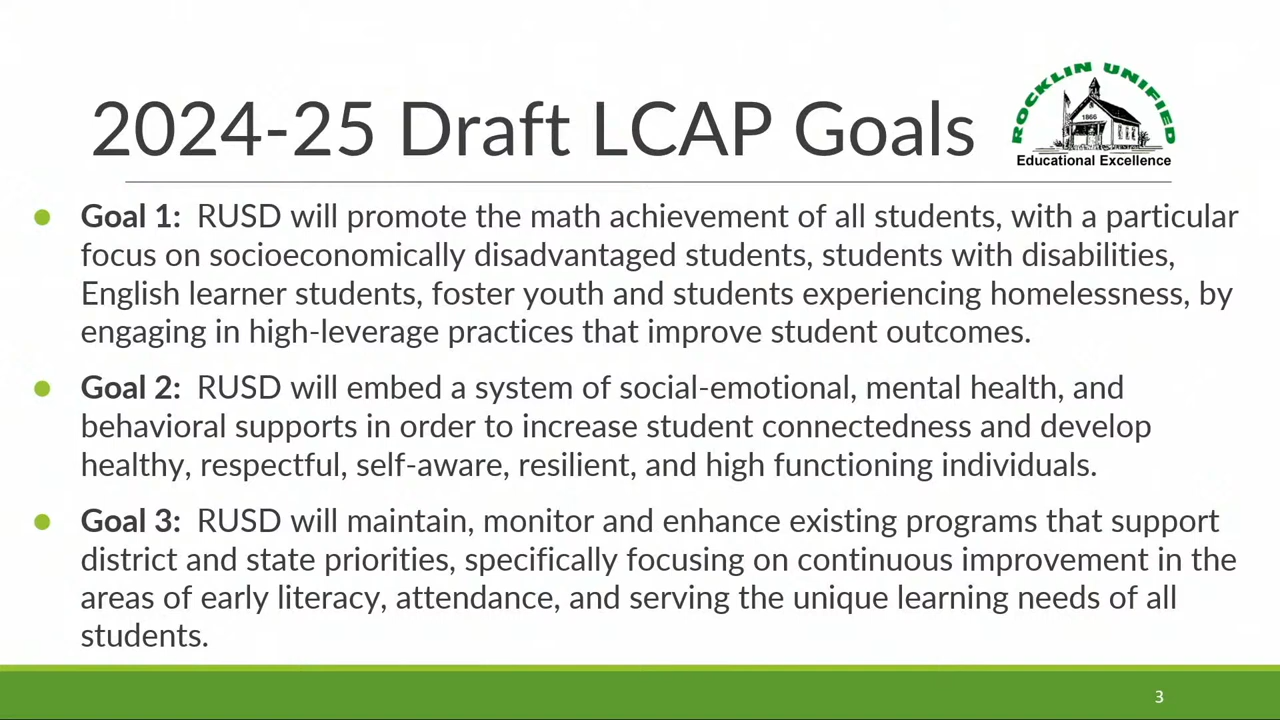 2024-25 Draft LCAP Goals
ROCKLIN UNIFIED
1866
Educational Excellence
Goal 1: RUSD will promote the math achievement of all students, with a particular
focus on socioeconomically disadvantaged students, students with disabilities,
English learner students, foster youth and students experiencing homelessness, by
engaging in high-leverage practices that improve student outcomes.
Goal 2: RUSD will embed a system of social-emotional, mental health, and
behavioral supports in order to increase student connectedness and develop
healthy, respectful, self-aware, resilient, and high functioning individuals.
Goal 3: RUSD will maintain, monitor and enhance existing programs that support
district and state priorities, specifically focusing on continuous improvement in the
areas of early literacy, attendance, and serving the unique learning needs of all
students.
3